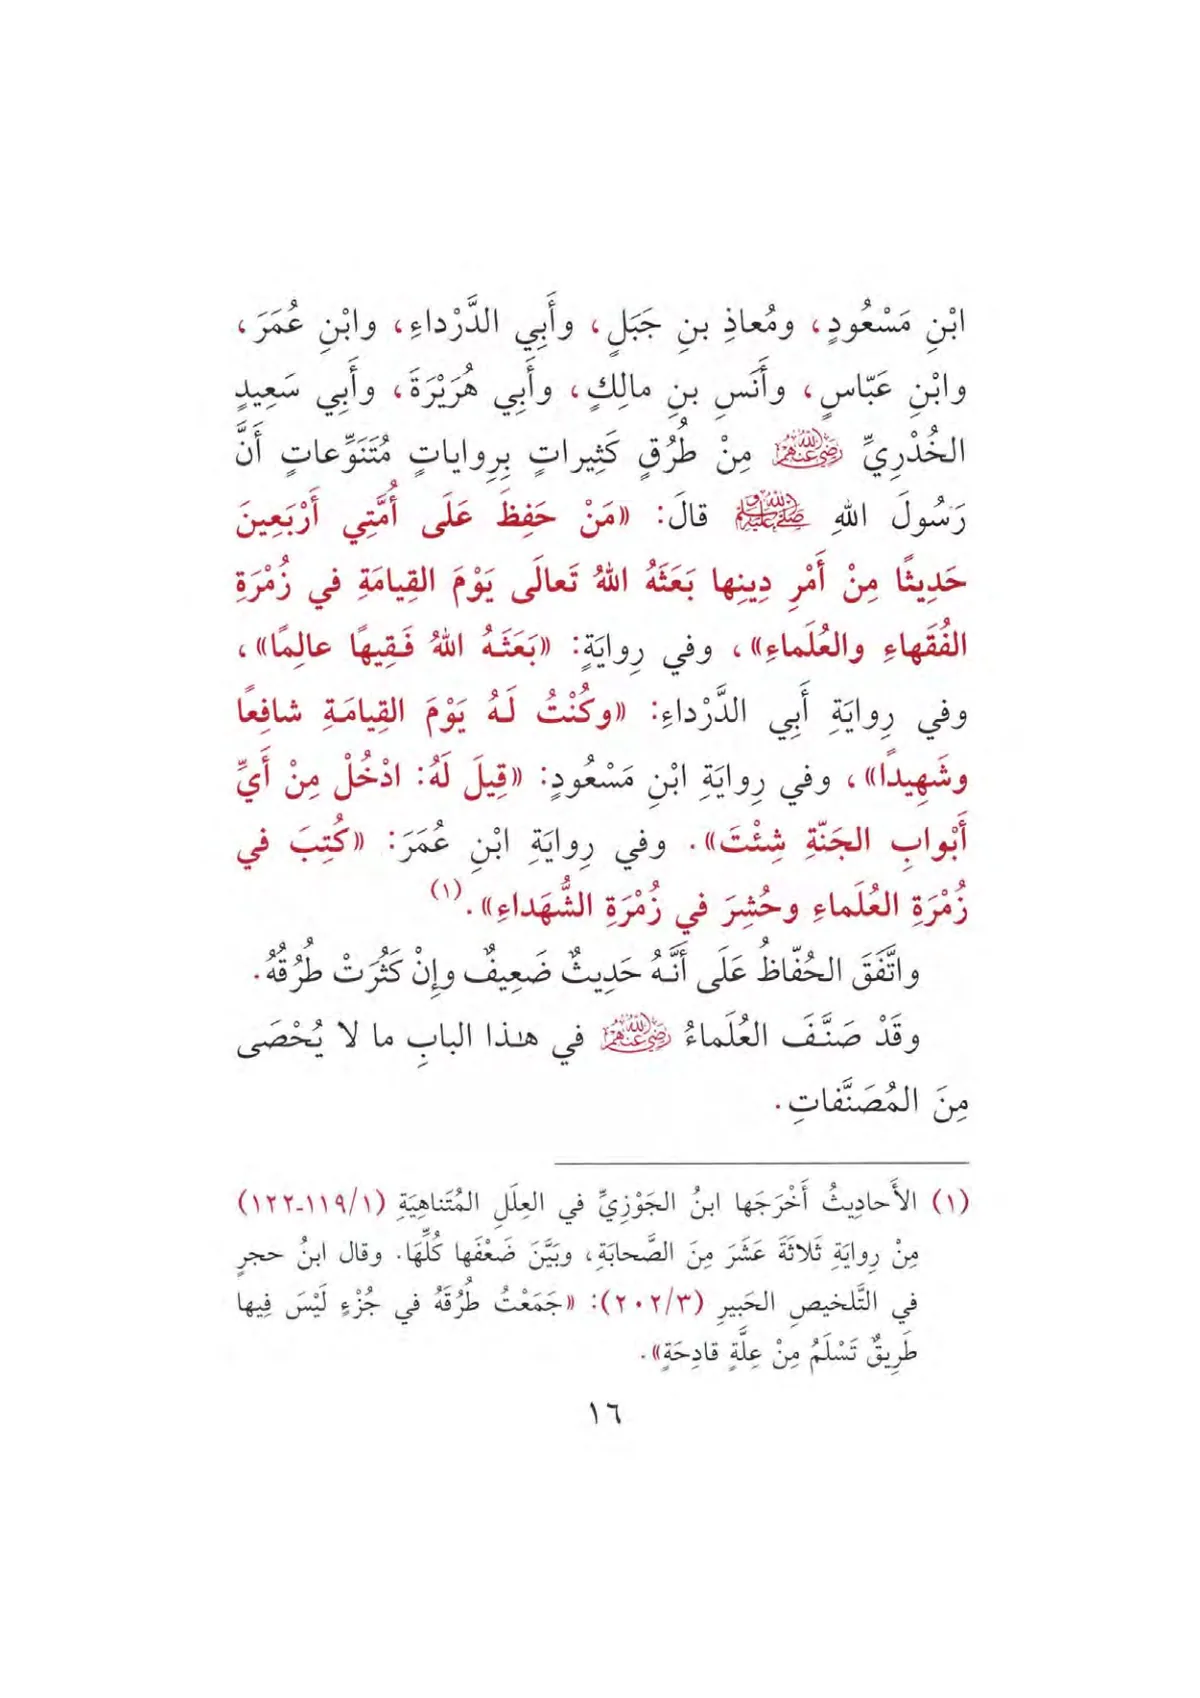 ابْنِ مَسْعُودٍ، ومُعاذِ بنِ جَبَلٍ، وأَبِي الدَّرْداءِ، وابْنِ عُمَرَ،
وابْنِ عَبّاسٍ، وأَنَسِ بنِ مالِكٍ، وأَبِي هُرَيْرَةَ، وأَبِي سَعِيدٍ
الخُدْرِيِّ رضي الله عنهم مِنْ طُرُقٍ كَثِيراتٍ بِرِواياتٍ مُتَنَوِّعاتٍ أَنَّ
رَسُولَ اللهِ ﷺ قالَ: «مَنْ حَفِظَ عَلَى أُمَّتِي أَرْبَعِينَ
حَدِيثًا مِنْ أَمْرِ دِينِها بَعَثَهُ اللهُ تَعالَى يَوْمَ القِيامَةِ في زُمْرَةِ
الفُقَهاءِ والعُلَماءِ»، وفي رِوايَةٍ: «بَعَثَهُ اللهُ فَقِيهًا عالِمًا»،
وفي رِوايَةِ أَبِي الدَّرْداءِ: «وكُنْتُ لَهُ يَوْمَ القِيامَةِ شافِعًا
وشَهِيدًا»، وفي رِوايَةِ ابْنِ مَسْعُودٍ: «قِيلَ لَهُ: ادْخُلْ مِنْ أَيِّ
أَبْوابِ الجَنّةِ شِئْتَ». وفي رِوايَةِ ابْنِ عُمَرَ: «كُتِبَ في
زُمْرَةِ العُلَماءِ وحُشِرَ في زُمْرَةِ الشُّهَداءِ».(١)
واتَّفَقَ الحُفّاظُ عَلَى أَنَّهُ حَدِيثٌ ضَعِيفٌ وإِنْ كَثُرَتْ طُرُقُهُ.
وقَدْ صَنَّفَ العُلَماءُ رضي الله عنهم في هـٰذا البابِ ما لا يُحْصَى
مِنَ المُصَنَّفاتِ.
(١) الأَحادِيثُ أَخْرَجَها ابنُ الجَوْزِيِّ في العِلَلِ المُتَناهِيَةِ (١/١١٩-١٢٢)
مِنْ رِوايَةِ ثَلاثَةَ عَشَرَ مِنَ الصَّحابَةِ، وبَيَّنَ ضَعْفَها كُلِّهَا. وقال ابنُ حجرٍ
في التَّلخيصِ الحَبيرِ (٣/٢٠٢): «جَمَعْتُ طُرُقَهُ في جُزْءٍ لَيْسَ فِيها
طَرِيقٌ تَسْلَمُ مِنْ عِلَّةٍ قادِحَةٍ».
١٦